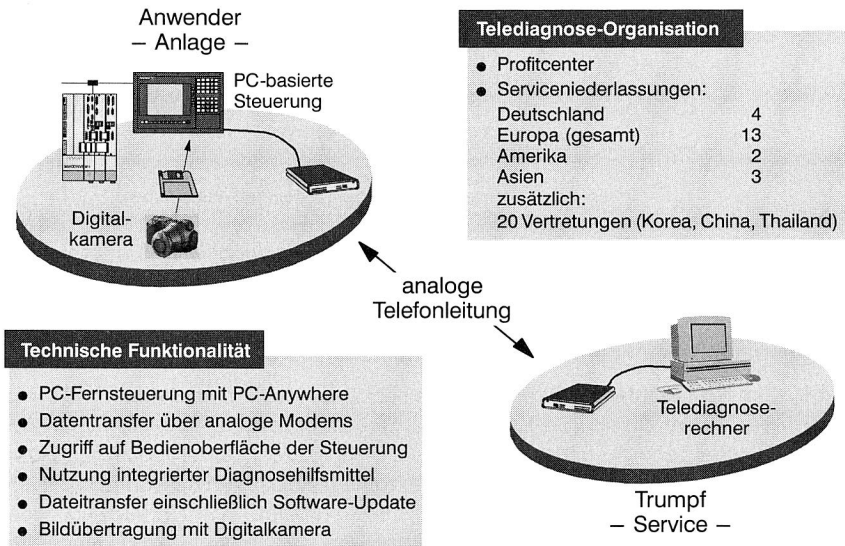 Anwender
– Anlage –
PC-basierte
Steuerung
Digital-
kamera
Telediagnose-Organisation
● Profitcenter
● Serviceniederlassungen:
Deutschland 4
Europa (gesamt) 13
Amerika 2
Asien 3
zusätzlich:
20 Vertretungen (Korea, China, Thailand)
analoge
Telefonleitung
Technische Funktionalität
● PC-Fernsteuerung mit PC-Anywhere
● Datentransfer über analoge Modems
● Zugriff auf Bedienoberfläche der Steuerung
● Nutzung integrierter Diagnosehilfsmittel
● Dateitransfer einschließlich Software-Update
● Bildübertragung mit Digitalkamera
Telediagnose-
rechner
Trumpf
– Service –